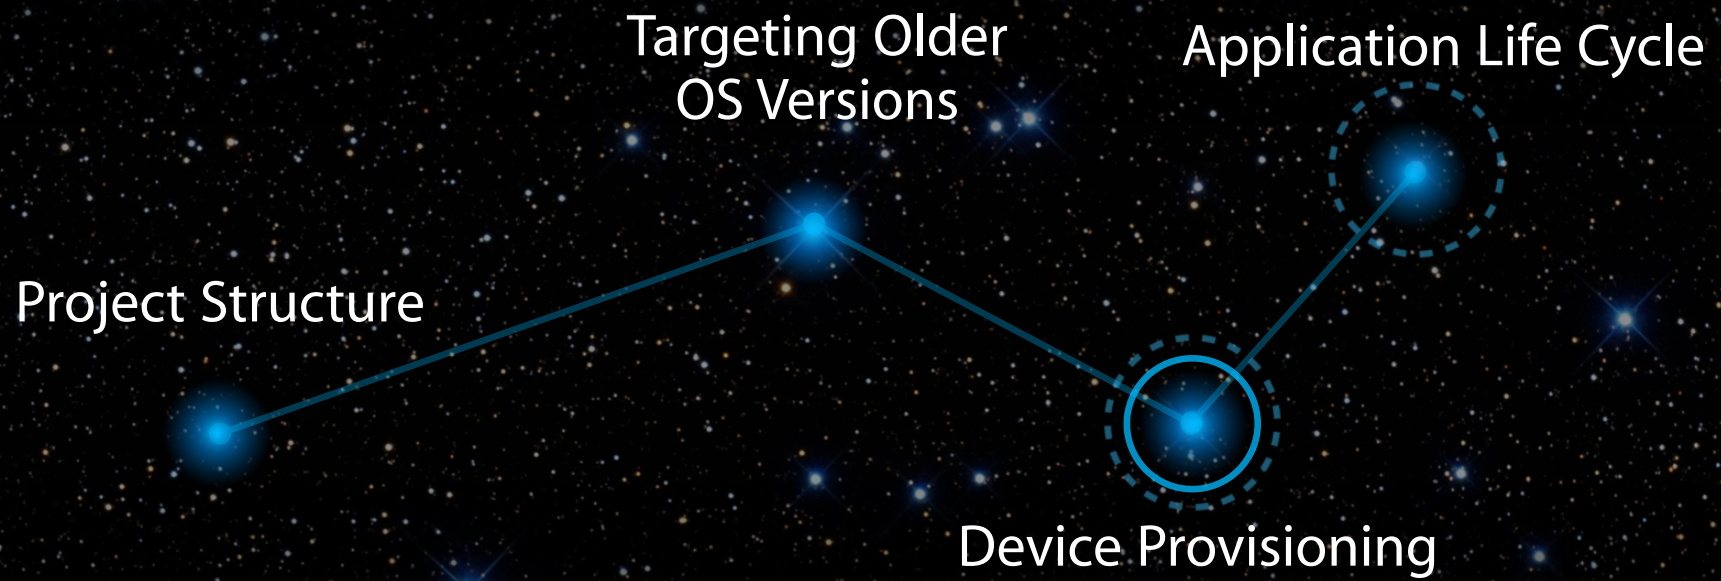 Targeting Older
OS Versions
Application Life Cycle
Project Structure
Device Provisioning